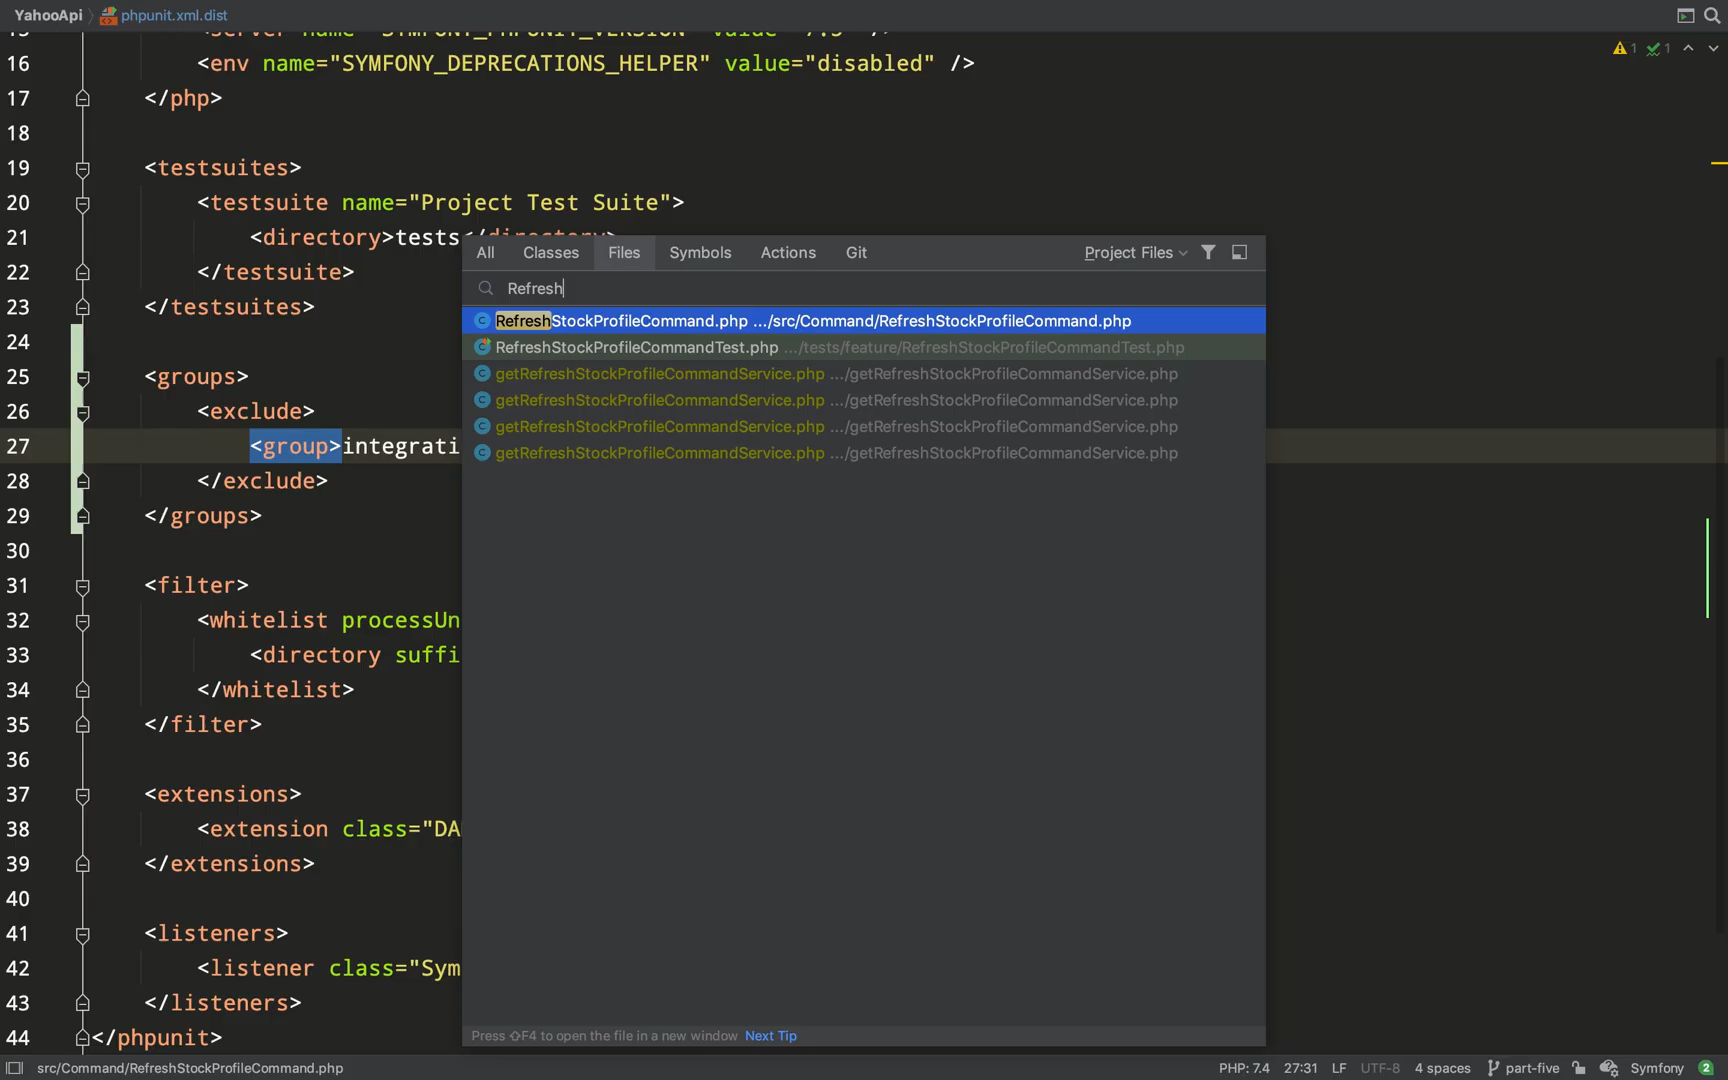 YahooApi phpunit.xml.dist
16 <env name="SYMFONY_DEPRECATIONS_HELPER" value="disabled" /> 1 1
17 </php>
18
19 <testsuites>
20 <testsuite name="Project Test Suite">
21 <directory>tests</directory>
22 </testsuite>
23 </testsuites>
24
25 <groups>
26 <exclude>
27 <group>integrati
28 </exclude>
29 </groups>
30
31 <filter>
32 <whitelist processUn
33 <directory suffi
34 </whitelist>
35 </filter>
36
37 <extensions>
38 <extension class="DA
39 </extensions>
40
41 <listeners>
42 <listener class="Sym
43 </listeners>
44 </phpunit>
All Classes Files Symbols Actions Git Project Files
Refresh
RefreshStockProfileCommand.php .../src/Command/RefreshStockProfileCommand.php
RefreshStockProfileCommandTest.php .../tests/feature/RefreshStockProfileCommandTest.php
getRefreshStockProfileCommandService.php .../getRefreshStockProfileCommandService.php
getRefreshStockProfileCommandService.php .../getRefreshStockProfileCommandService.php
getRefreshStockProfileCommandService.php .../getRefreshStockProfileCommandService.php
getRefreshStockProfileCommandService.php .../getRefreshStockProfileCommandService.php
Press ⇧F4 to open the file in a new window Next Tip
src/Command/RefreshStockProfileCommand.php PHP: 7.4 27:31 LF UTF-8 4 spaces part-five Symfony 2